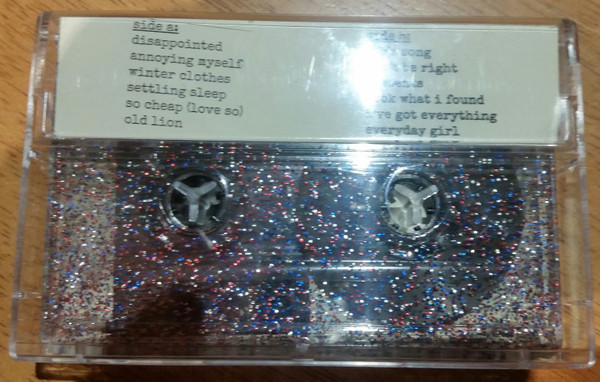 side a:
disappointed
annoying myself
winter clothes
settling sleep
so cheap (love so)
old lion
song
right
what i found
got everything
everyday girl